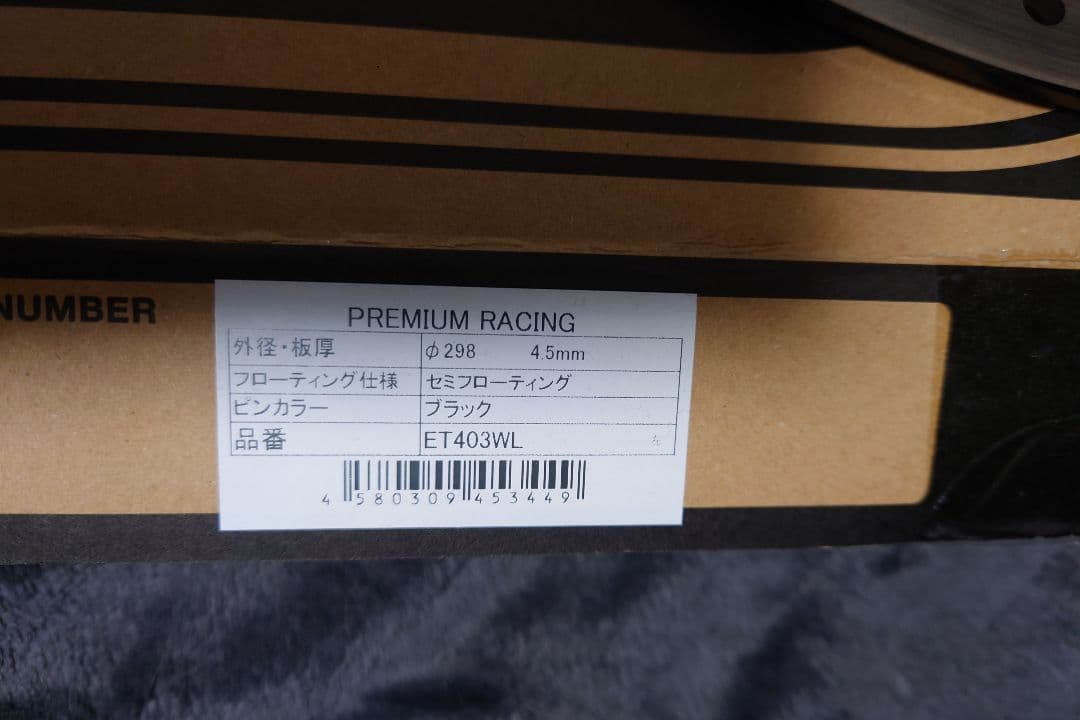 NUMBER
PREMIUM RACING
外径・板厚 φ298 4.5mm
フローティング仕様 セミフローティング
ピンカラー ブラック
品番 ET403WL 左
4 580309 453449